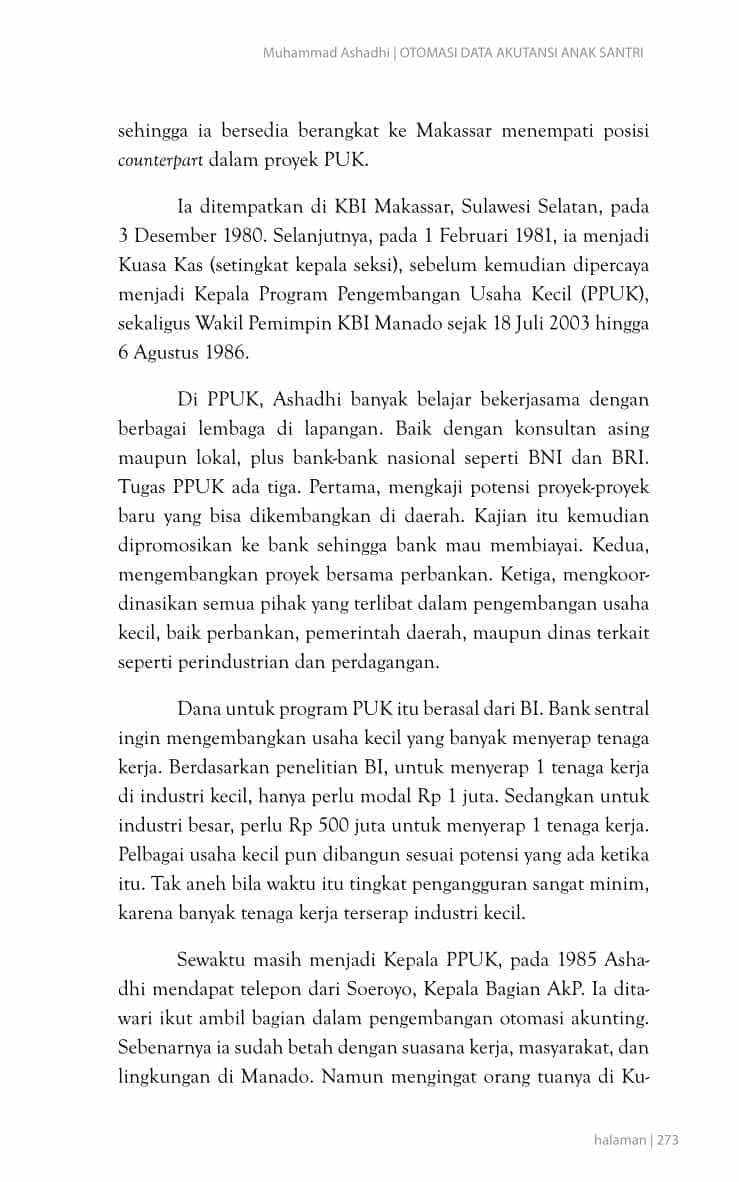 Muhammad Ashadhi | OTOMASI DATA AKUTANSI ANAK SANTRI
sehingga ia bersedia berangkat ke Makassar menempati posisi
counterpart dalam proyek PUK.
Ia ditempatkan di KBI Makassar, Sulawesi Selatan, pada
3 Desember 1980. Selanjutnya, pada 1 Februari 1981, ia menjadi
Kuasa Kas (setingkat kepala seksi), sebelum kemudian dipercaya
menjadi Kepala Program Pengembangan Usaha Kecil (PPUK),
sekaligus Wakil Pemimpin KBI Manado sejak 18 Juli 2003 hingga
6 Agustus 1986.
Di PPUK, Ashadhi banyak belajar bekerjasama dengan
berbagai lembaga di lapangan. Baik dengan konsultan asing
maupun lokal, plus bank-bank nasional seperti BNI dan BRI.
Tugas PPUK ada tiga. Pertama, mengkaji potensi proyek-proyek
baru yang bisa dikembangkan di daerah. Kajian itu kemudian
dipromosikan ke bank sehingga bank mau membiayai. Kedua,
mengembangkan proyek bersama perbankan. Ketiga, mengkoor-
dinasikan semua pihak yang terlibat dalam pengembangan usaha
kecil, baik perbankan, pemerintah daerah, maupun dinas terkait
seperti perindustrian dan perdagangan.
Dana untuk program PUK itu berasal dari BI. Bank sentral
ingin mengembangkan usaha kecil yang banyak menyerap tenaga
kerja. Berdasarkan penelitian BI, untuk menyerap 1 tenaga kerja
di industri kecil, hanya perlu modal Rp 1 juta. Sedangkan untuk
industri besar, perlu Rp 500 juta untuk menyerap 1 tenaga kerja.
Pelbagai usaha kecil pun dibangun sesuai potensi yang ada ketika
itu. Tak aneh bila waktu itu tingkat pengangguran sangat minim,
karena banyak tenaga kerja terserap industri kecil.
Sewaktu masih menjadi Kepala PPUK, pada 1985 Asha-
dhi mendapat telepon dari Soeroyo, Kepala Bagian AkP. Ia dita-
wari ikut ambil bagian dalam pengembangan otomasi akunting.
Sebenarnya ia sudah betah dengan suasana kerja, masyarakat, dan
lingkungan di Manado. Namun mengingat orang tuanya di Ku-
halaman | 273